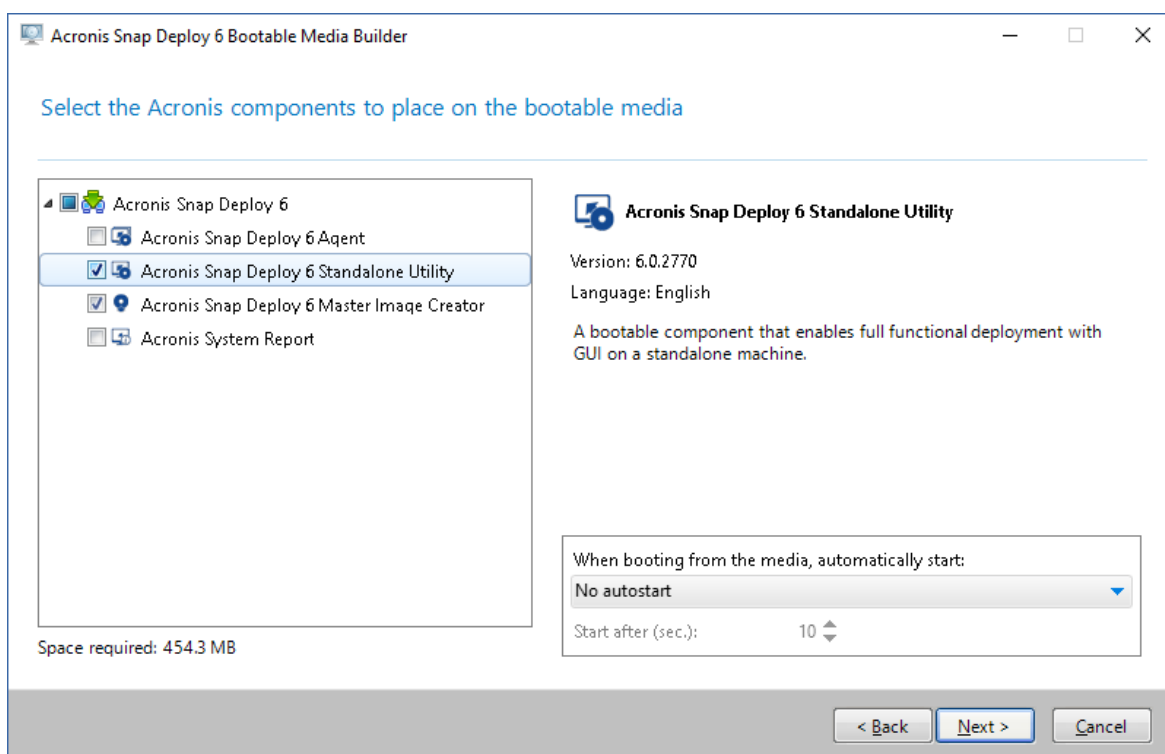 Acronis Snap Deploy 6 Bootable Media Builder
Select the Acronis components to place on the bootable media
Acronis Snap Deploy 6
Acronis Snap Deploy 6 Agent
Acronis Snap Deploy 6 Standalone Utility
Acronis Snap Deploy 6 Master Image Creator
Acronis System Report
Space required: 454.3 MB
Acronis Snap Deploy 6 Standalone Utility
Version: 6.0.2770
Language: English
A bootable component that enables full functional deployment with
GUI on a standalone machine.
When booting from the media, automatically start:
No autostart
Start after (sec.): 10
< Back Next > Cancel